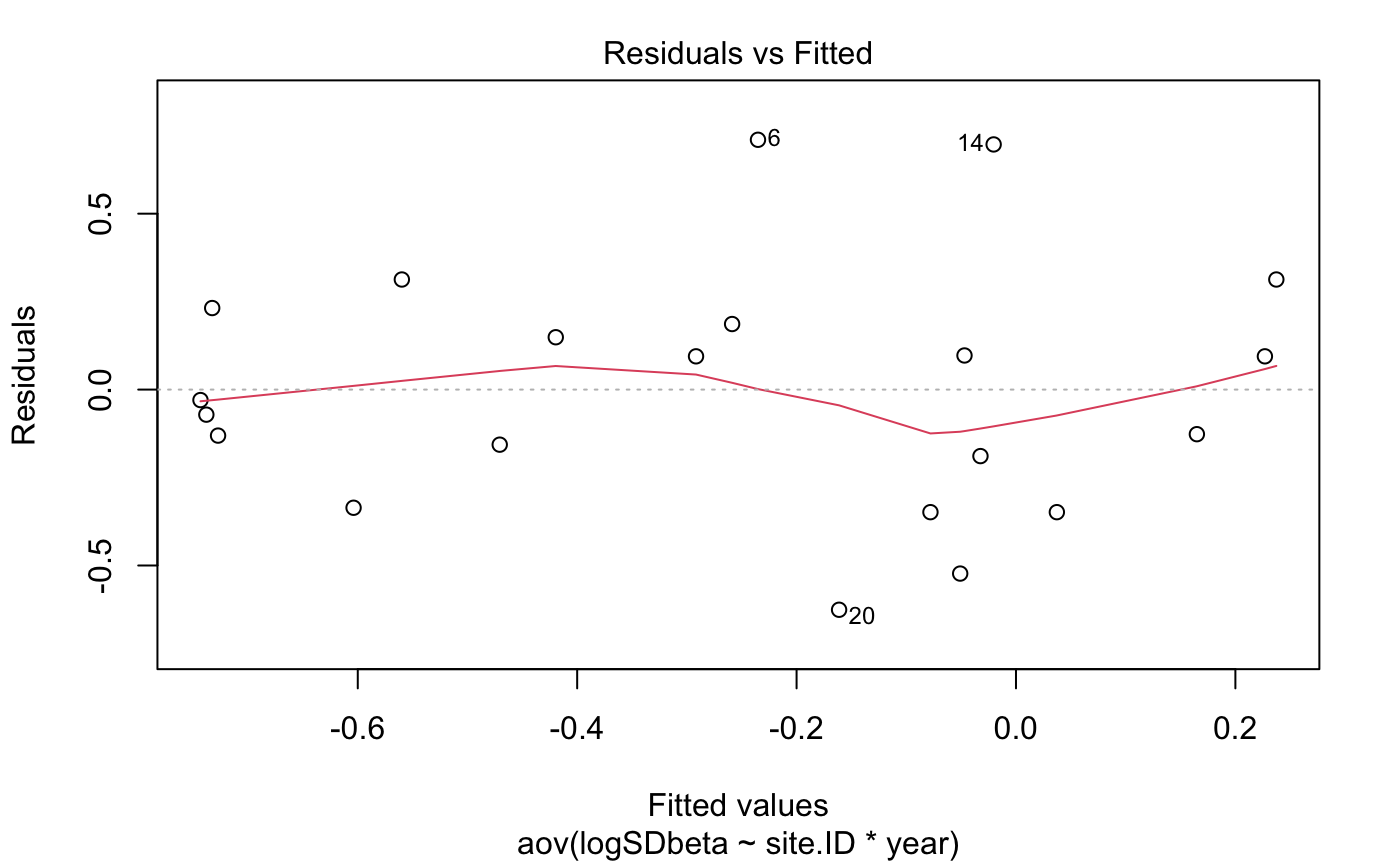 Residuals vs Fitted
Residuals
0.5
0.0
-0.5
6
14
20
-0.6
-0.4
-0.2
0.0
0.2
Fitted values
aov(logSDbeta ~ site.ID * year)